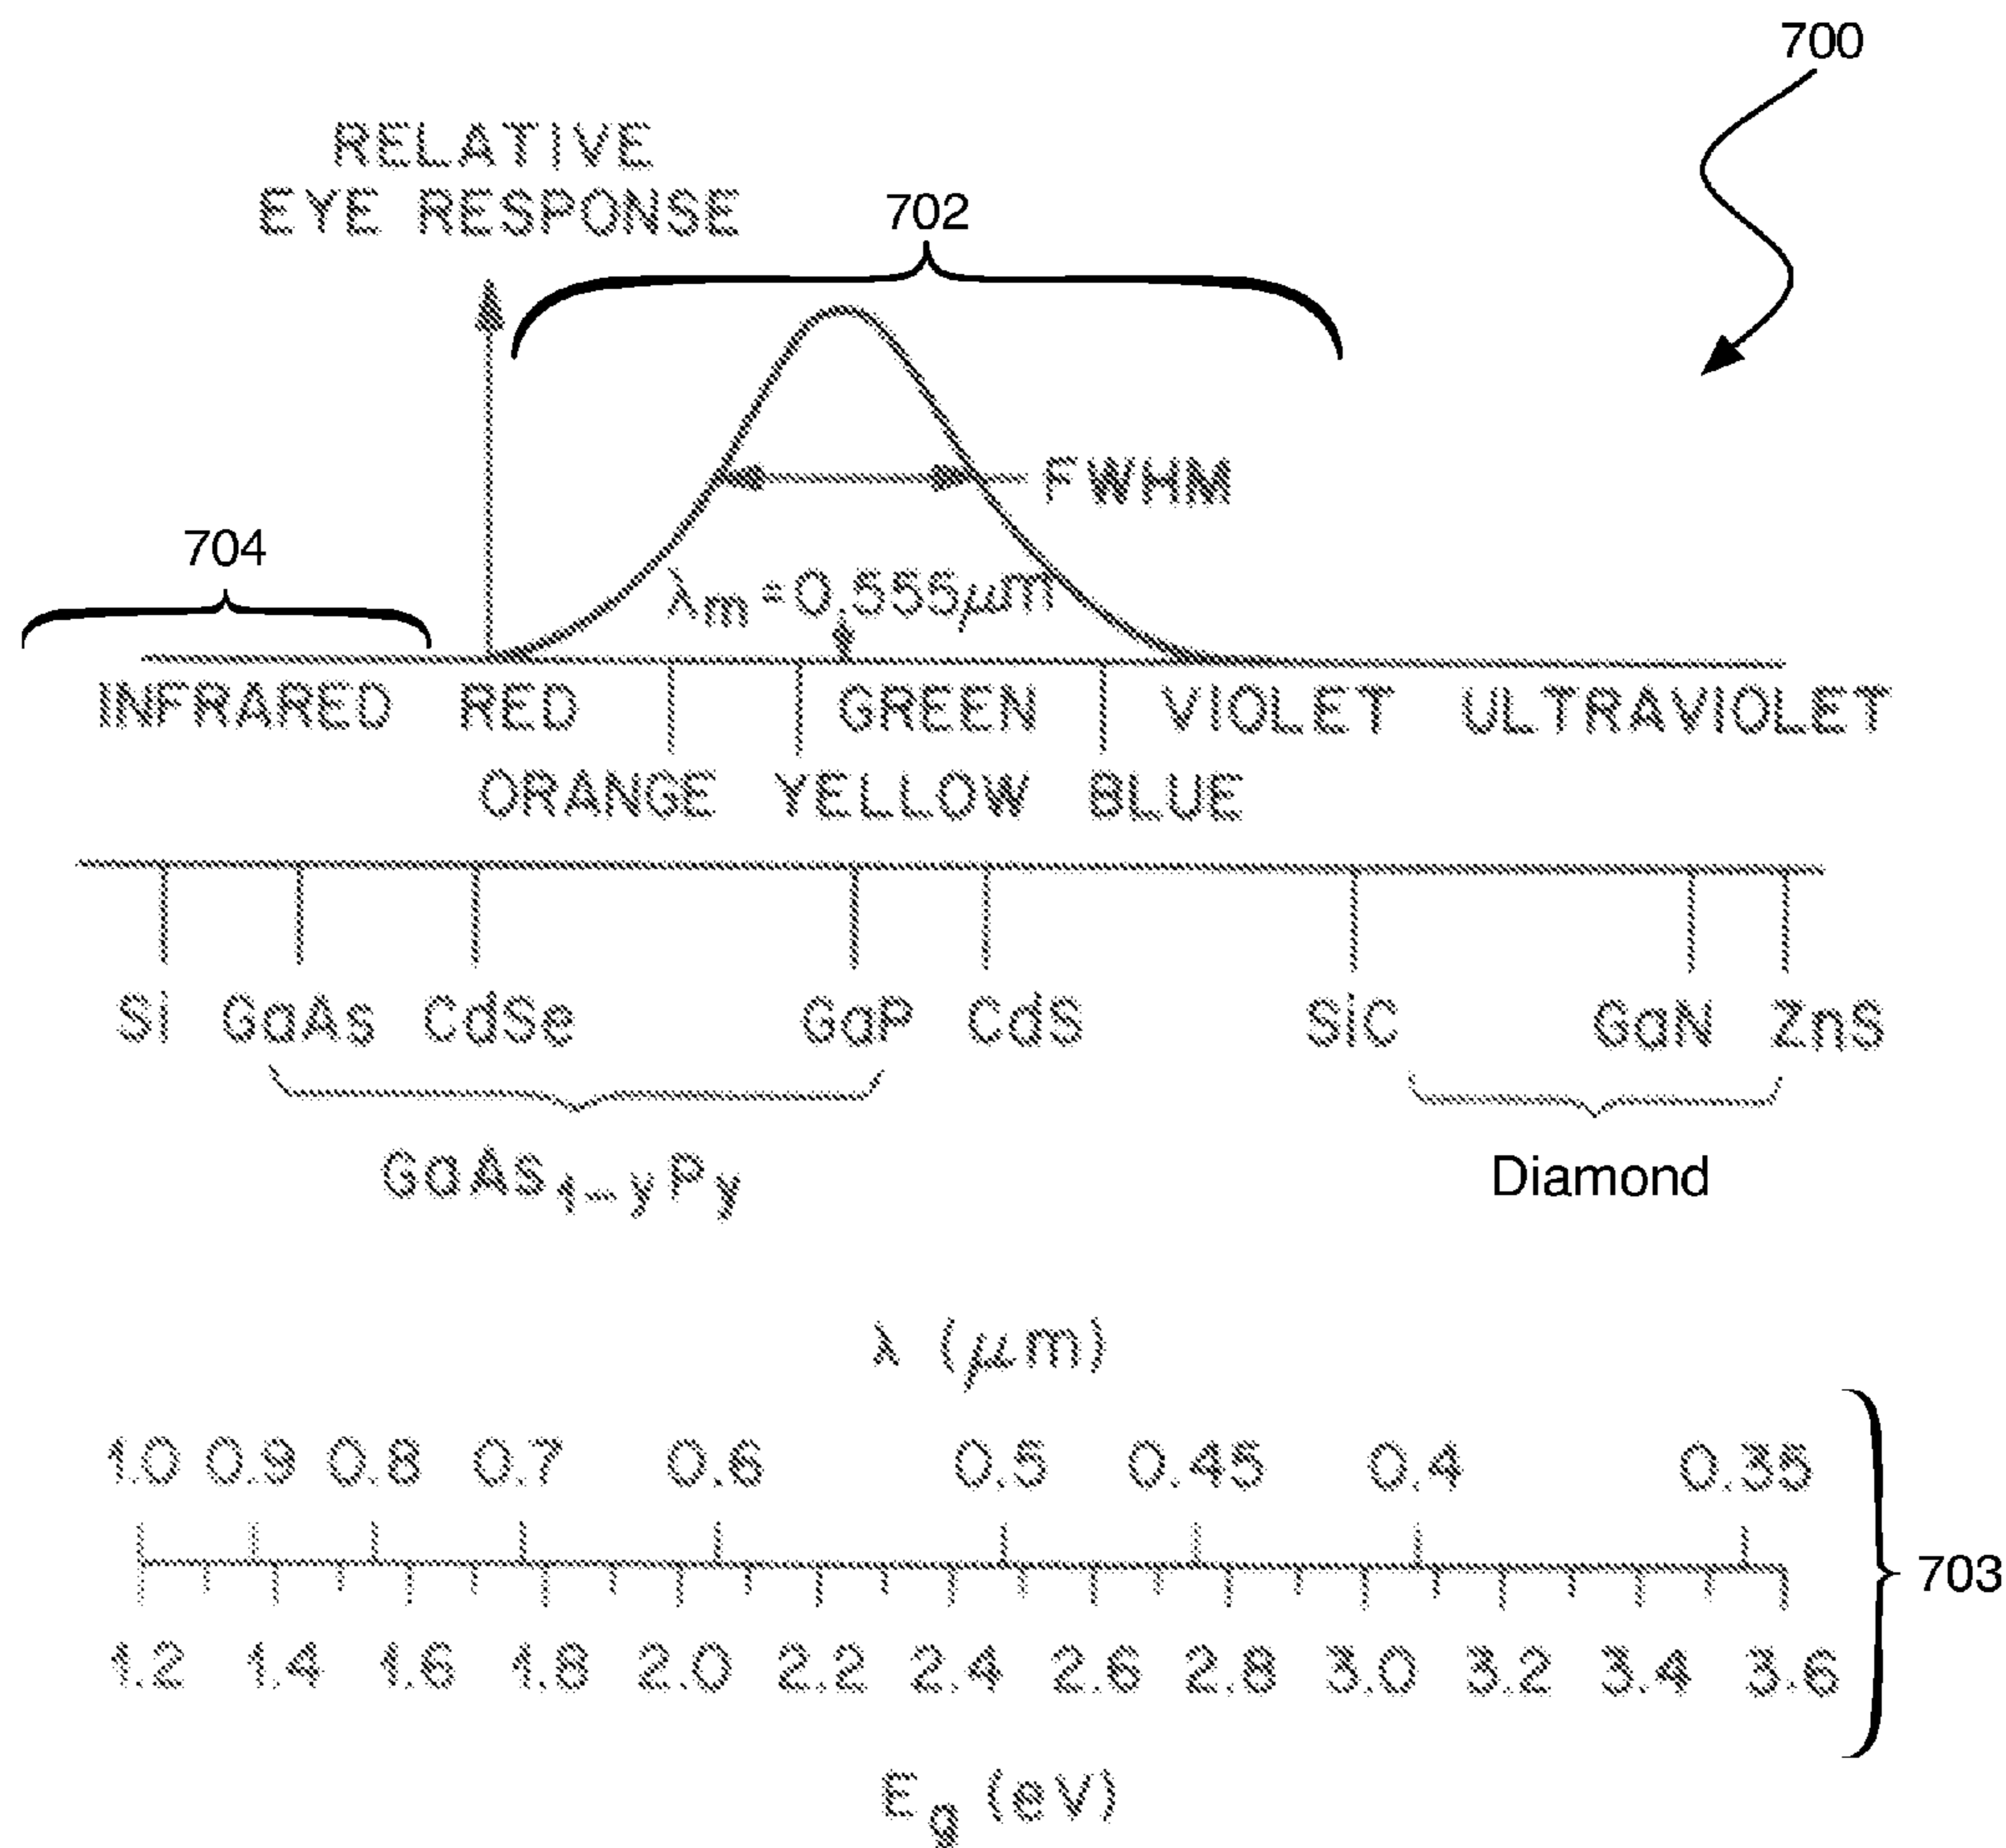 700
RELATIVE
EYE RESPONSE
702
FWHM
704
λm = 0.555μm
INFRARED RED GREEN VIOLET ULTRAVIOLET
ORANGE YELLOW BLUE
Si GaAs CdSe GaP CdS SiC GaN ZnS
GaAs1-yPy
Diamond
λ (μm)
1.0 0.9 0.8 0.7 0.6 0.5 0.45 0.4 0.35
703
1.2 1.4 1.6 1.8 2.0 2.2 2.4 2.6 2.8 3.0 3.2 3.4 3.6
Eg (eV)